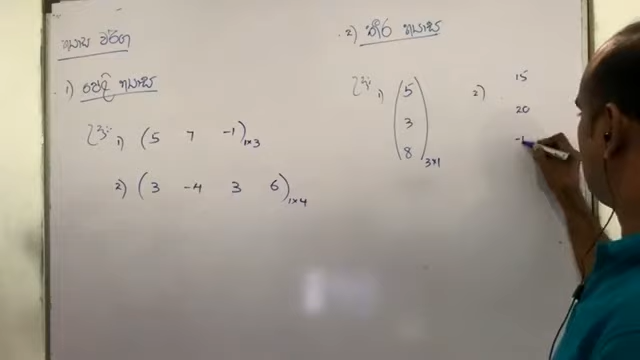 න්‍යාස වර්ග
1) පේළි න්‍යාස
උදා: 1) (5 7 -1)1×3
2) (3 -4 3 6)1×4
2) තීර න්‍යාස
උදා: 1) (5 3 8)3×1
2) 15
20
-1